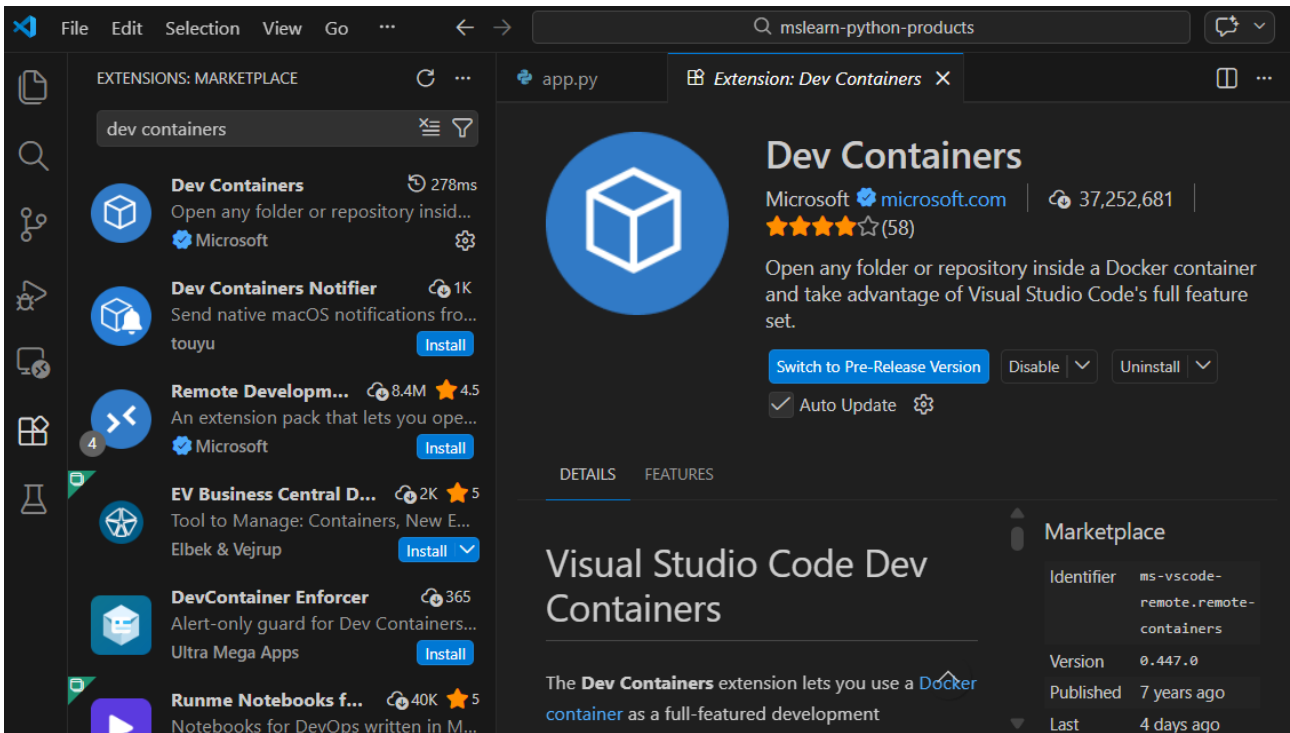 File Edit Selection View Go ··· mslearn-python-products
EXTENSIONS: MARKETPLACE
dev containers
Dev Containers 278ms
Open any folder or repository insid...
Microsoft
Dev Containers Notifier 1K
Send native macOS notifications fro...
touyu Install
Remote Developm... 8.4M 4.5
An extension pack that lets you ope...
4 Microsoft Install
EV Business Central D... 2K 5
Tool to Manage: Containers, New E...
Elbek & Vejrup Install
DevContainer Enforcer 365
Alert-only guard for Dev Containers...
Ultra Mega Apps Install
Runme Notebooks f... 40K 5
Notebooks for DevOps written in M...
app.py Extension: Dev Containers
Dev Containers
Microsoft microsoft.com 37,252,681
(58)
Open any folder or repository inside a Docker container
and take advantage of Visual Studio Code's full feature
set.
Switch to Pre-Release Version Disable Uninstall
Auto Update
DETAILS FEATURES
Visual Studio Code Dev
Containers
The Dev Containers extension lets you use a Docker
container as a full-featured development
Marketplace
Identifier ms-vscode-
remote.remote-
containers
Version 0.447.0
Published 7 years ago
Last 4 days ago